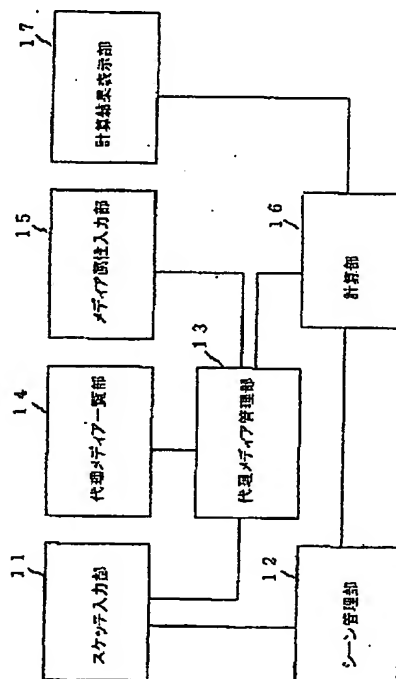 11
スケッチ入力部
14
代理メディア一覧部
15
メディア属性入力部
17
計算結果表示部
13
代理メディア管理部
12
シーン管理部
16
計算部